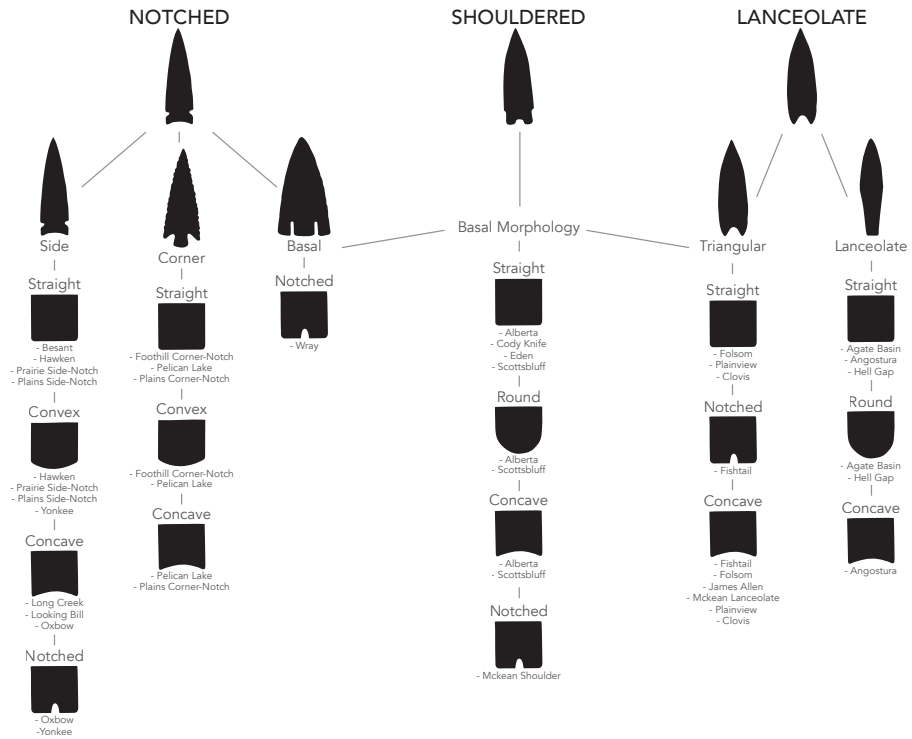 NOTCHED
SHOULDERED
LANCEOLATE
Side
Straight
- Besant
- Hawken
- Prairie Side-Notch
- Plains Side-Notch
Convex
- Hawken
- Prairie Side-Notch
- Plains Side-Notch
- Yonkee
Concave
- Long Creek
- Looking Bill
- Oxbow
Notched
- Oxbow
-Yonkee
Corner
Straight
- Foothill Corner-Notch
- Pelican Lake
- Plains Corner-Notch
Convex
- Foothill Corner-Notch
- Pelican Lake
Concave
- Pelican Lake
- Plains Corner-Notch
Basal
Notched
- Wray
Basal Morphology
Straight
- Alberta
- Cody Knife
- Eden
- Scottsbluff
Round
- Alberta
- Scottsbluff
Concave
- Alberta
- Scottsbluff
Notched
- Mckean Shoulder
Triangular
Straight
- Folsom
- Plainview
- Clovis
Notched
- Fishtail
Concave
- Fishtail
- Folsom
- James Allen
- Mckean Lanceolate
- Plainview
- Clovis
Lanceolate
Straight
- Agate Basin
- Angostura
- Hell Gap
Round
- Agate Basin
- Hell Gap
Concave
- Angostura